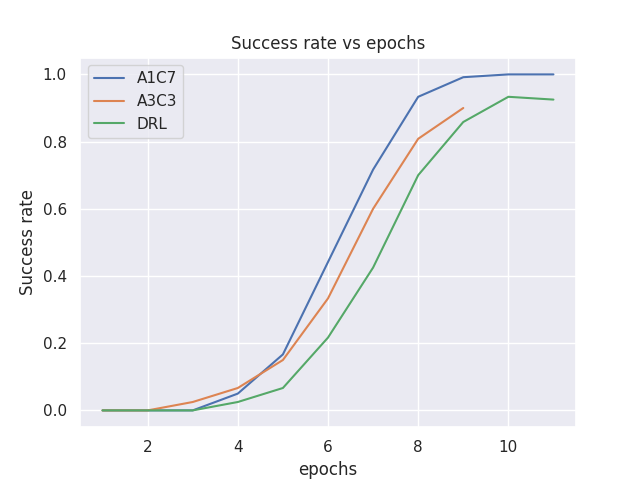 Success rate vs epochs
A1C7
A3C3
DRL
Success rate
1.0
0.8
0.6
0.4
0.2
0.0
2 4 6 8 10
epochs